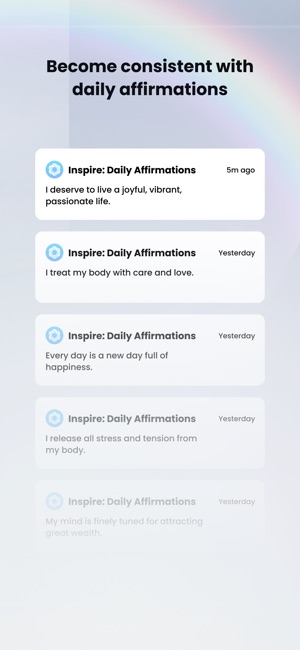 Become consistent with
daily affirmations
Inspire: Daily Affirmations 5m ago
I deserve to live a joyful, vibrant,
passionate life.
Inspire: Daily Affirmations Yesterday
I treat my body with care and love.
Inspire: Daily Affirmations Yesterday
Every day is a new day full of
happiness.
Inspire: Daily Affirmations Yesterday
I release all stress and tension from
my body.
Inspire: Daily Affirmations Yesterday
My mind is finely tuned for attracting
great wealth.